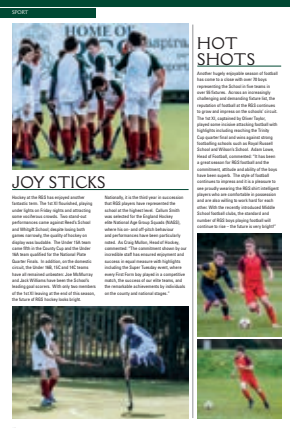 SPORT
HOME OF
HOT
SHOTS
Another hugely enjoyable season of football
has come to a close with over 70 boys
representing the School in five teams in
over 55 fixtures. Across an increasingly
challenging and demanding fixture list, the
reputation of football at the RGS continues
to grow and impress on the schools' circuit.
The 1st XI, captained by Oliver Taylor,
played some incisive attacking football with
highlights including reaching the Trinity
Cup quarter final and wins against strong
footballing schools such as Royal Russell
School and Wilson's School. Adam Lowe,
Head of Football, commented: "It has been
a great season for RGS football and the
commitment, attitude and ability of the boys
have been superb. The style of football
continues to impress and it is a pleasure to
see proudly wearing the RGS shirt intelligent
players who are comfortable in possession
and are also willing to work hard for each
other. With the recently introduced Middle
School football clubs, the standard and
number of RGS boys playing football will
continue to rise – the future is very bright!"
JOY STICKS
Hockey at the RGS has enjoyed another
fantastic term. The 1st XI flourished, playing
under lights on Friday nights and attracting
some vociferous crowds. Two stand-out
performances came against Reed's School
and Whitgift School; despite losing both
games narrowly, the quality of hockey on
display was laudable. The Under 16A team
came fifth in the County Cup and the Under
14A team qualified for the National Plate
Quarter Finals. In addition, on the domestic
circuit, the Under 16B, 15C and 14C teams
have all remained unbeaten. Joe McMurray
and Jack Williams have been the School's
leading goal scorers. With only two members
of the 1st XI leaving at the end of this season,
the future of RGS hockey looks bright.
Nationally, it is the third year in succession
that RGS players have represented the
school at the highest level. Callum Smith
was selected for the England Hockey
elite National Age Group Squads (NAGS),
where his on- and off-pitch behaviour
and performances have been particularly
noted. As Craig Mutter, Head of Hockey,
commented: "The commitment shown by our
incredible staff has ensured enjoyment and
success in equal measure with highlights
including the Super Tuesday event, where
every First Form boy played in a competitive
match, the success of our elite teams, and
the remarkable achievements by individuals
on the county and national stages."